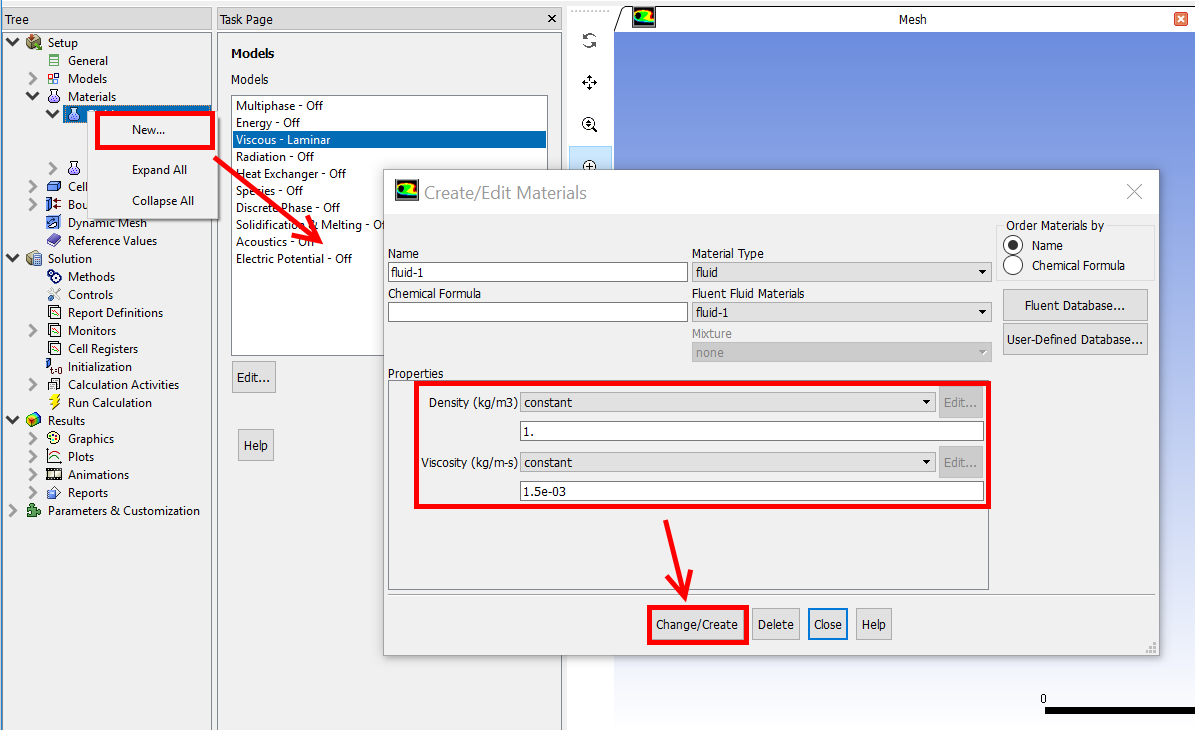 Tree
Setup
General
Models
Materials
New...
Expand All
Collapse All
Cell
Bou
Dynamic Mesh
Reference Values
Solution
Methods
Controls
Report Definitions
Monitors
Cell Registers
t=0 Initialization
Calculation Activities
Run Calculation
Results
Graphics
Plots
Animations
Reports
Parameters & Customization
Task Page
Models
Models
Multiphase - Off
Energy - Off
Viscous - Laminar
Radiation - Off
Heat Exchanger - Off
Species - Off
Discrete Phase - Off
Solidification & Melting - Of
Acoustics - Off
Electric Potential - Off
Edit...
Help
Mesh
Create/Edit Materials
Name
fluid-1
Chemical Formula
Material Type
fluid
Fluent Fluid Materials
fluid-1
Mixture
none
Order Materials by
Name
Chemical Formula
Fluent Database...
User-Defined Database...
Properties
Density (kg/m3) constant Edit...
1.
Viscosity (kg/m-s) constant Edit...
1.5e-03
Change/Create Delete Close Help
0